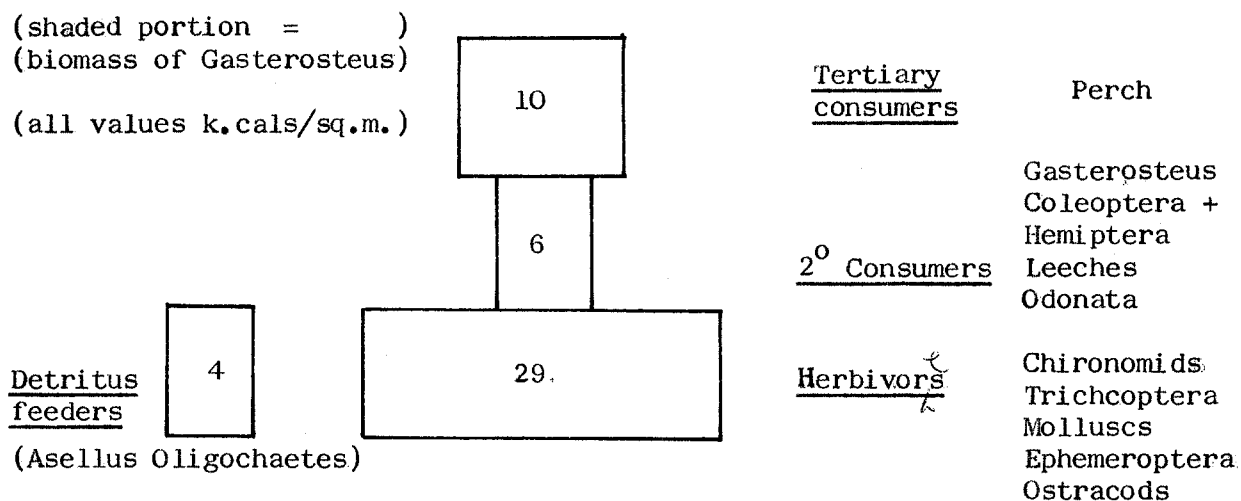 (shaded portion = )
(biomass of Gasterosteus)
(all values k.cals/sq.m.)
10
6
4
29.
Detritus
feeders
(Asellus Oligochaetes)
Tertiary
consumers
Perch
2° Consumers
Gasterosteus
Coleoptera +
Hemiptera
Leeches
Odonata
Herbivors
e
Chironomids
Trichcoptera
Molluscs
Ephemeroptera
Ostracods